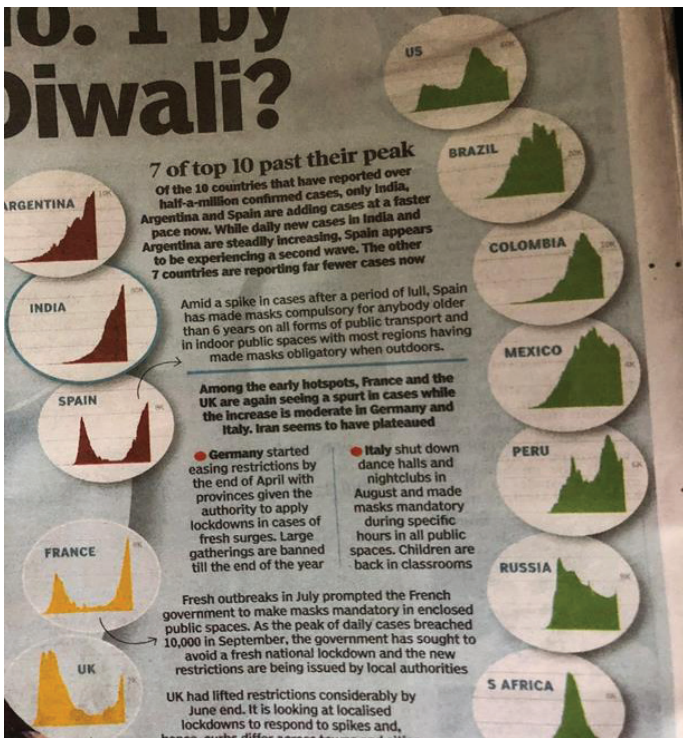 No. 1 by
Diwali?
7 of top 10 past their peak
Of the 10 countries that have reported over
half-a-million confirmed cases, only India,
Argentina and Spain are adding cases at a faster
pace now. While daily new cases in India and
Argentina are steadily increasing, Spain appears
to be experiencing a second wave. The other
7 countries are reporting far fewer cases now
ARGENTINA
INDIA
SPAIN
Amid a spike in cases after a period of lull, Spain
has made masks compulsory for anybody older
than 6 years on all forms of public transport and
in indoor public spaces with most regions having
made masks obligatory when outdoors.
Among the early hotspots, France and the
UK are again seeing a spurt in cases while
the increase is moderate in Germany and
Italy. Iran seems to have plateaued
Germany started
easing restrictions by
the end of April with
provinces given the
authority to apply
lockdowns in cases of
fresh surges. Large
gatherings are banned
till the end of the year
Italy shut down
dance halls and
nightclubs in
August and made
masks mandatory
during specific
hours in all public
spaces. Children are
back in classrooms
FRANCE
UK
Fresh outbreaks in July prompted the French
government to make masks mandatory in enclosed
public spaces. As the peak of daily cases breached
10,000 in September, the government has sought to
avoid a fresh national lockdown and the new
restrictions are being issued by local authorities
UK had lifted restrictions considerably by
June end. It is looking at localised
lockdowns to respond to spikes and,
US
BRAZIL
COLOMBIA
MEXICO
PERU
RUSSIA
S AFRICA